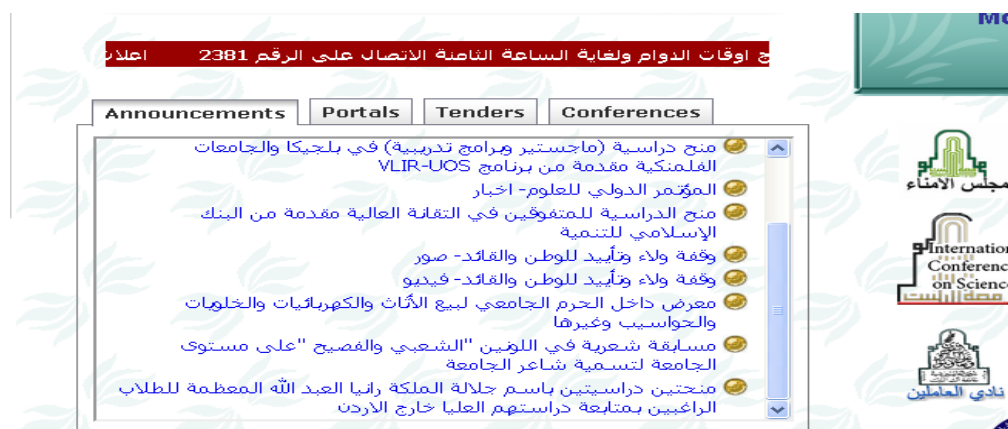 Mo
ج اوقات الدوام ولغاية الساعة الثامنة الاتصال على الرقم 2381 اعلان
Announcements Portals Tenders Conferences
منح دراسية (ماجستير وبرامج تدريبية) في بلجيكا والجامعات
الفلمنكية مقدمة من برنامج VLIR-UOS
المؤتمر الدولي للعلوم- اخبار
منح الدراسية للمتفوقين في التقانة العالية مقدمة من البنك
الإسلامي للتنمية
وقفة ولاء وتأييد للوطن والقائد- صور
وقفة ولاء وتأييد للوطن والقائد- فيديو
معرض داخل الحرم الجامعي لبيع الأثاث والكهربائيات والخلويات
والحواسيب وغيرها
مسابقة شعرية في اللونين "الشعبي والفصيح "على مستوى
الجامعة لتسمية شاعر الجامعة
منحتين دراسيتين باسم جلالة الملكة رانيا العبد الله المعظمة للطلاب
الراغبين بمتابعة دراستهم العليا خارج الاردن
مجلس الأمناء
International
Conference
on Science
نادي العاملين